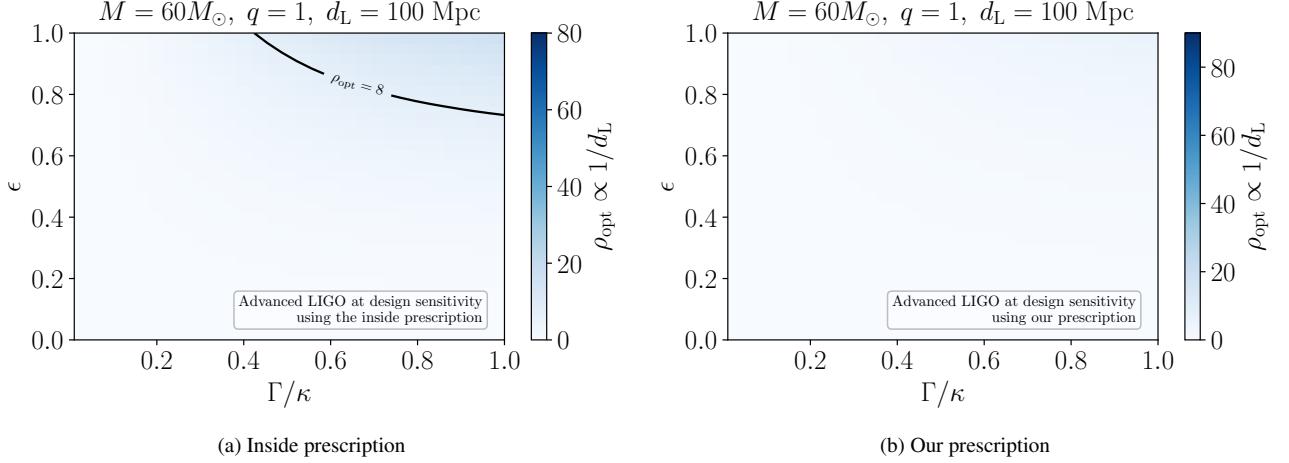 M = 60M⊙, q = 1, d_L = 100 Mpc
1.0
0.8
0.6
0.4
0.2
0.0
ϵ
ρ_opt = 8
Advanced LIGO at design sensitivity
using the inside prescription
0.2 0.4 0.6 0.8 1.0
Γ/κ
80
60
40
20
0
ρ_opt ∝ 1/d_L
(a) Inside prescription
M = 60M⊙, q = 1, d_L = 100 Mpc
1.0
0.8
0.6
0.4
0.2
0.0
ϵ
Advanced LIGO at design sensitivity
using our prescription
0.2 0.4 0.6 0.8 1.0
Γ/κ
80
60
40
20
0
ρ_opt ∝ 1/d_L
(b) Our prescription